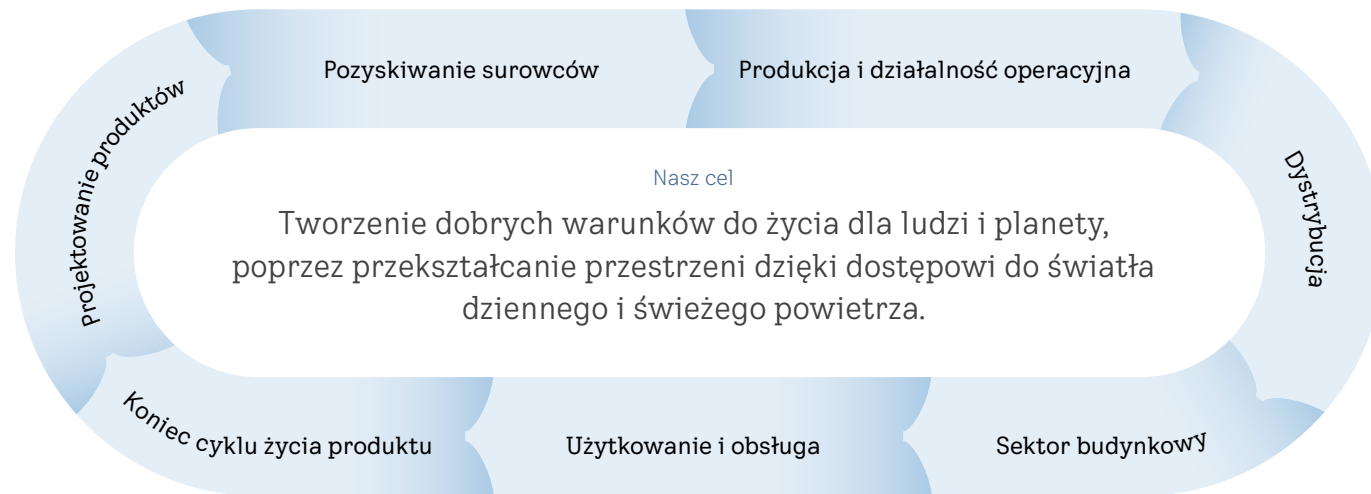 Pozyskiwanie surowców
Produkcja i działalność operacyjna
Dystrybucja
Sektor budynkowy
Użytkowanie i obsługa
Koniec cyklu życia produktu
Projektowanie produktów
Nasz cel
Tworzenie dobrych warunków do życia dla ludzi i planety,
poprzez przekształcanie przestrzeni dzięki dostępowi do światła
dziennego i świeżego powietrza.